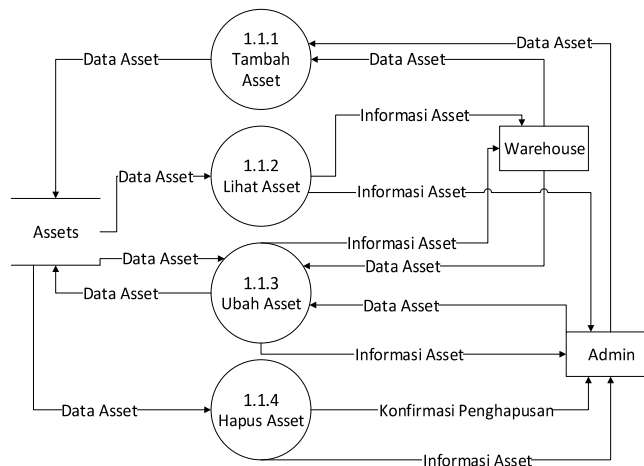 1.1.1
Tambah
Asset
Data Asset
Data Asset
Data Asset
Informasi Asset
1.1.2
Lihat Asset
Warehouse
Data Asset
Informasi Asset
Assets
Informasi Asset
Data Asset
Data Asset
1.1.3
Ubah Asset
Data Asset
Data Asset
Informasi Asset
Admin
1.1.4
Hapus Asset
Data Asset
Konfirmasi Penghapusan
Informasi Asset